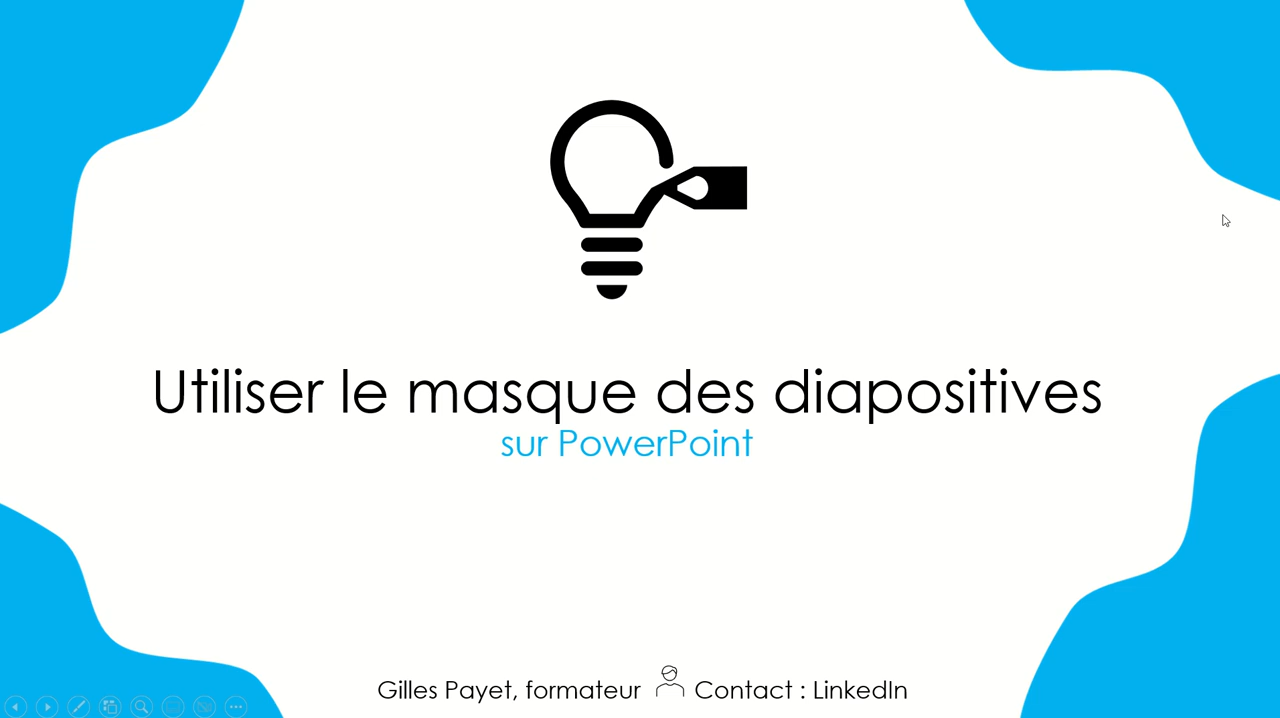 Utiliser le masque des diapositives
sur PowerPoint
Gilles Payet, formateur Contact : LinkedIn